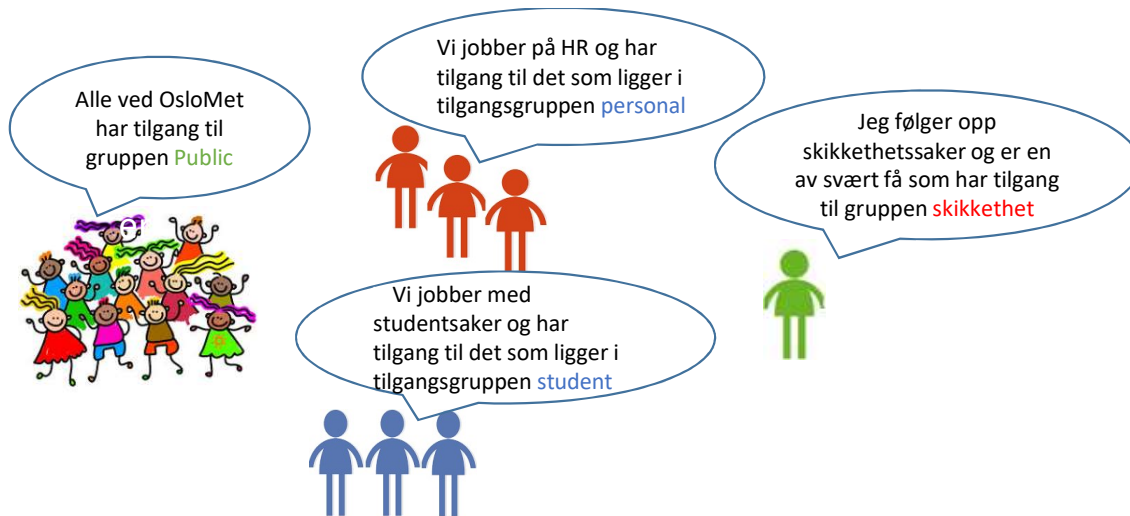 Alle ved OsloMet
har tilgang til
gruppen Public
Vi jobber på HR og har
tilgang til det som ligger i
tilgangsgruppen personal
Jeg følger opp
skikkethetssaker og er en
av svært få som har tilgang
til gruppen skikkethet
Vi jobber med
studentsaker og har
tilgang til det som ligger i
tilgangsgruppen student